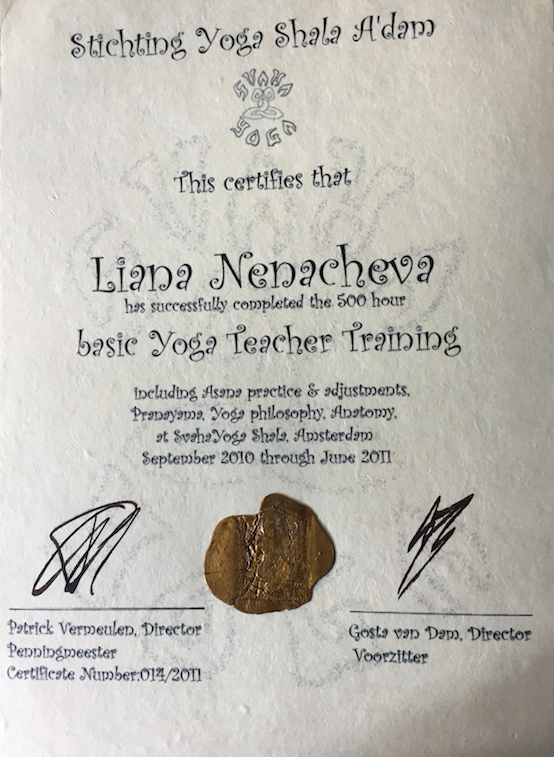 Stichting Yoga Shala A'dam
SVAHA
YOGA
This certifies that
Liana Nenacheva
has successfully completed the 500 hour
basic Yoga Teacher Training
including Asana practice & adjustments,
Pranayama, Yoga philosophy, Anatomy,
at SvahaYoga Shala, Amsterdam
September 2010 through June 2011
Patrick Vermeulen, Director
Penningmeester
Certificate Number:014/2011
Gosta van Dam, Director
Voorzitter